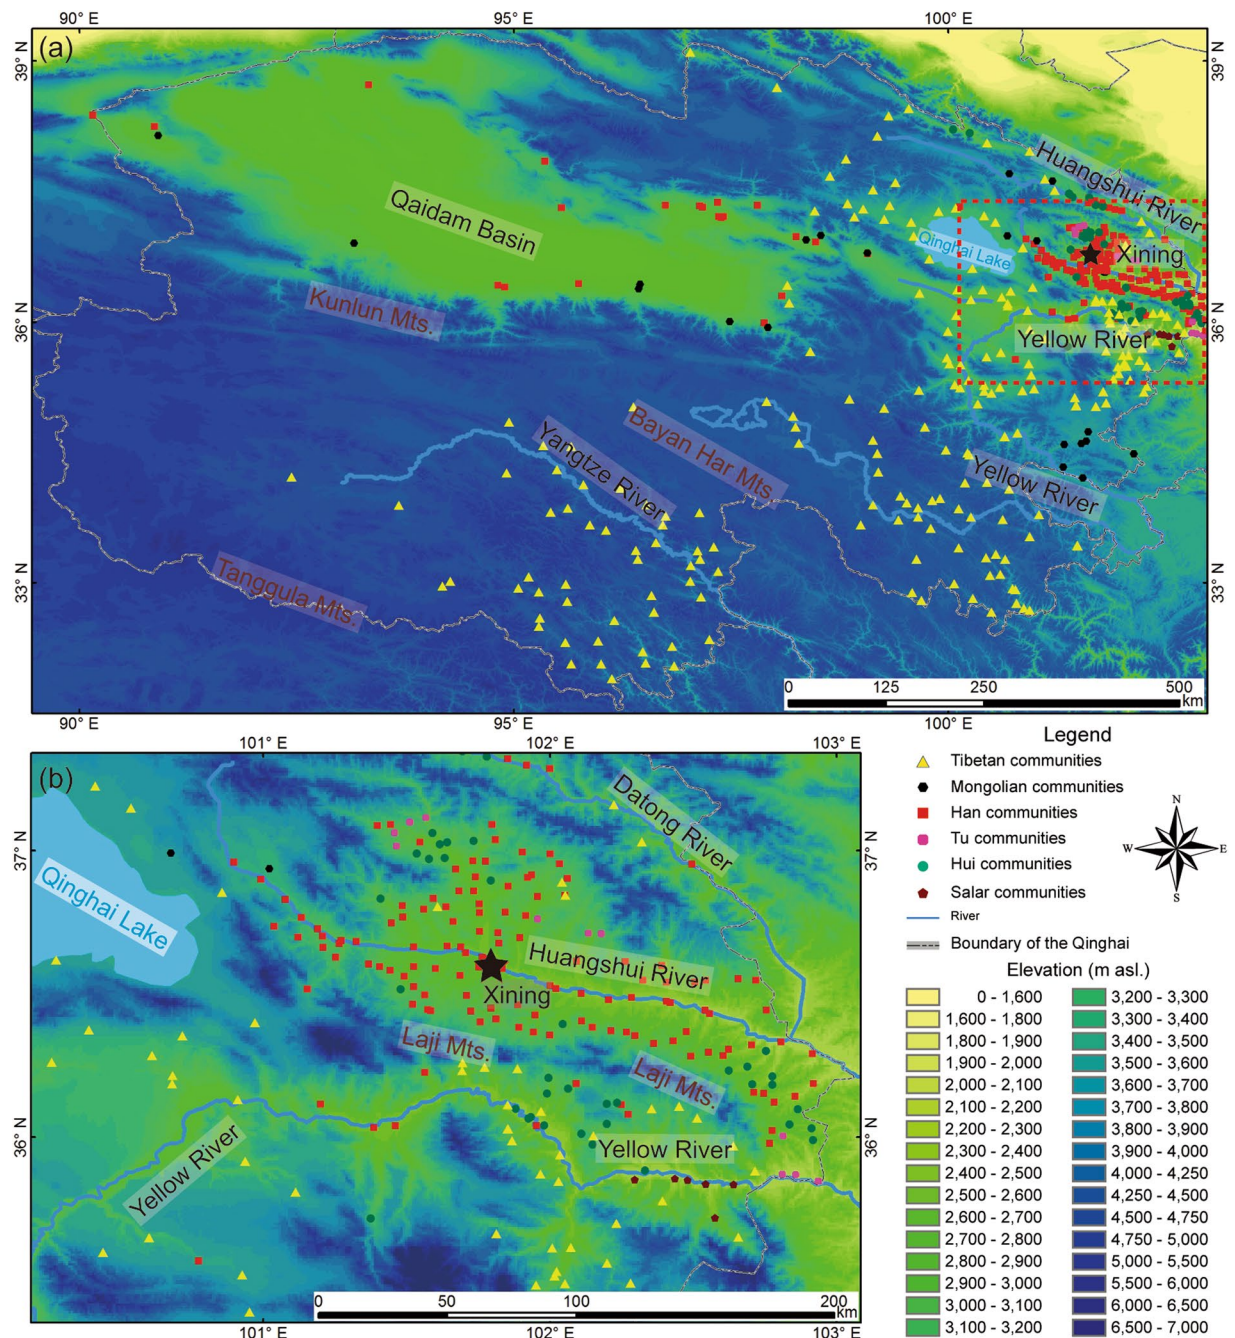 90° E 95° E 100° E
(a)
39° N
39° N
Huangshui River
Qaidam Basin
Qinghai Lake
Xining
Kunlun Mts.
36° N
36° N
Yellow River
Bayan Har Mts.
Yangtze River
Yellow River
Tanggula Mts.
33° N
33° N
0 125 250 500
km
90° E 95° E 100° E
101° E 102° E 103° E
(b)
Datong River
37° N
37° N
Qinghai Lake
Huangshui River
Xining
Laji Mts.
Laji Mts.
36° N
36° N
Yellow River
Yellow River
0 50 100 200
km
101° E 102° E 103° E
Legend
Tibetan communities
Mongolian communities
Han communities
Tu communities
Hui communities
Salar communities
River
Boundary of the Qinghai
N
W E
S
Elevation (m asl.)
0 - 1,600 3,200 - 3,300
1,600 - 1,800 3,300 - 3,400
1,800 - 1,900 3,400 - 3,500
1,900 - 2,000 3,500 - 3,600
2,000 - 2,100 3,600 - 3,700
2,100 - 2,200 3,700 - 3,800
2,200 - 2,300 3,800 - 3,900
2,300 - 2,400 3,900 - 4,000
2,400 - 2,500 4,000 - 4,250
2,500 - 2,600 4,250 - 4,500
2,600 - 2,700 4,500 - 4,750
2,700 - 2,800 4,750 - 5,000
2,800 - 2,900 5,000 - 5,500
2,900 - 3,000 5,500 - 6,000
3,000 - 3,100 6,000 - 6,500
3,100 - 3,200 6,500 - 7,000